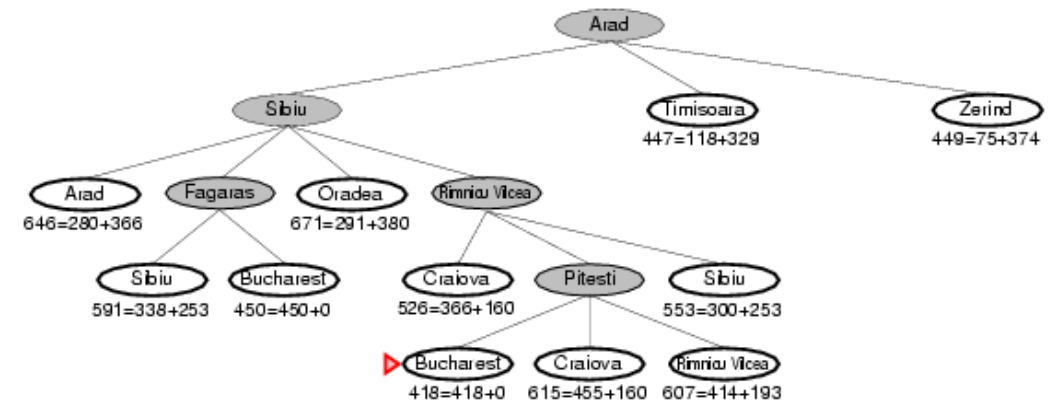 Arad
Sibiu
Timisoara
Zerind
447=118+329
449=75+374
Arad
Fagaras
Oradea
Rimnicu Vilcea
646=280+366
671=291+380
Sibiu
Bucharest
Craiova
Pitesti
Sibiu
591=338+253
450=450+0
526=366+160
553=300+253
Bucharest
Craiova
Rimnicu Vilcea
418=418+0
615=455+160
607=414+193